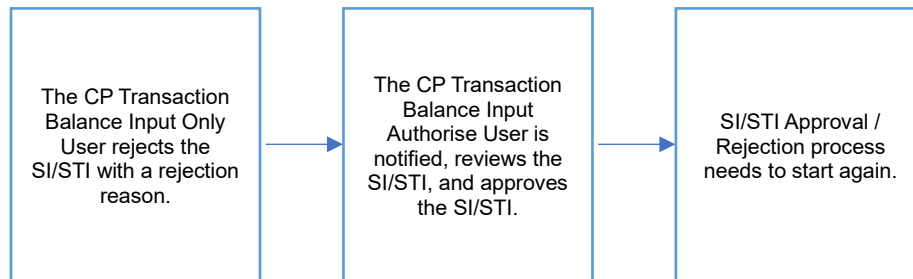 The CP Transaction
Balance Input Only
User rejects the
SI/STI with a rejection
reason.
The CP Transaction
Balance Input
Authorise User is
notified, reviews the
SI/STI, and approves
the SI/STI.
SI/STI Approval /
Rejection process
needs to start again.